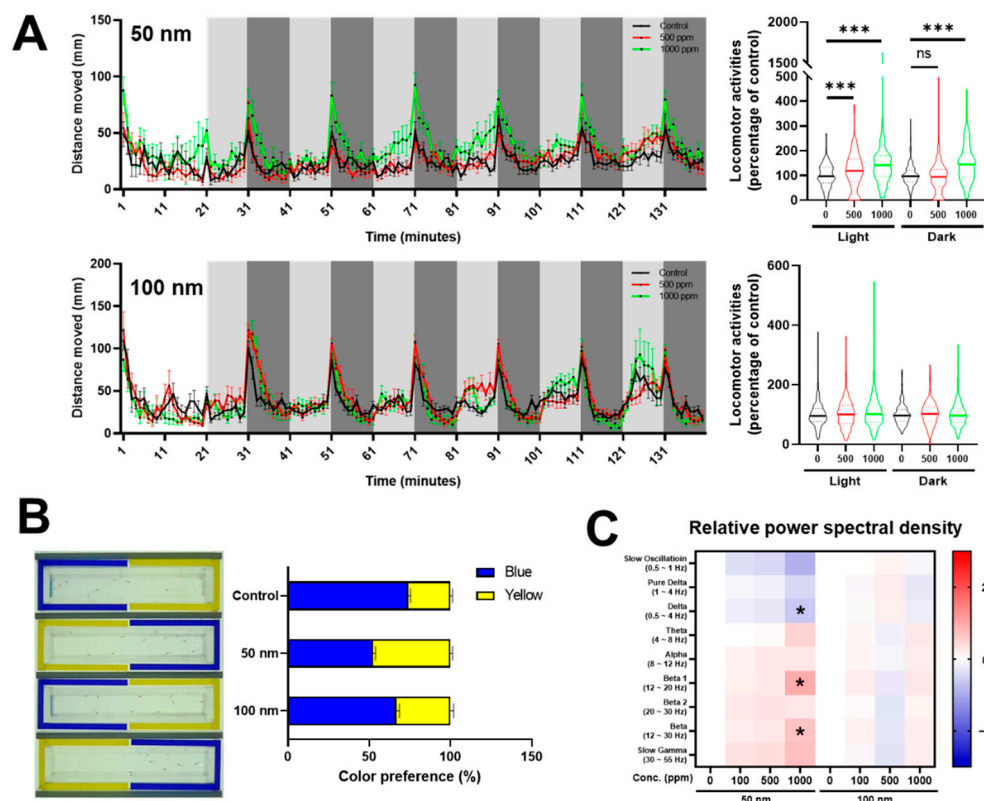 A
50 nm
Control
500 ppm
1000 ppm
Distance moved (mm)
150
100
50
0
1
11
21
31
41
51
61
71
81
91
101
111
121
131
Time (minutes)
Locomotor activities
(percentage of control)
2000
1500
500
400
300
200
100
0
***
***
ns
***
0
500
1000
0
500
1000
Light
Dark
100 nm
Control
500 ppm
1000 ppm
Distance moved (mm)
200
150
100
50
0
1
11
21
31
41
51
61
71
81
91
101
111
121
131
Time (minutes)
Locomotor activities
(percentage of control)
600
400
200
0
0
500
1000
0
500
1000
Light
Dark
B
Blue
Yellow
Control
50 nm
100 nm
0
50
100
150
Color preference (%)
C
Relative power spectral density
Slow Oscillatioin
(0.5 ~ 1 Hz)
Pure Delta
(1 ~ 4 Hz)
Delta
(0.5 ~ 4 Hz)
Theta
(4 ~ 8 Hz)
Alpha
(8 ~ 12 Hz)
Beta 1
(12 ~ 20 Hz)
Beta 2
(20 ~ 30 Hz)
Beta
(12 ~ 30 Hz)
Slow Gamma
(30 ~ 55 Hz)
*
*
*
Conc. (ppm)
0
100
500
1000
0
100
500
1000
50 nm
100 nm
2
0